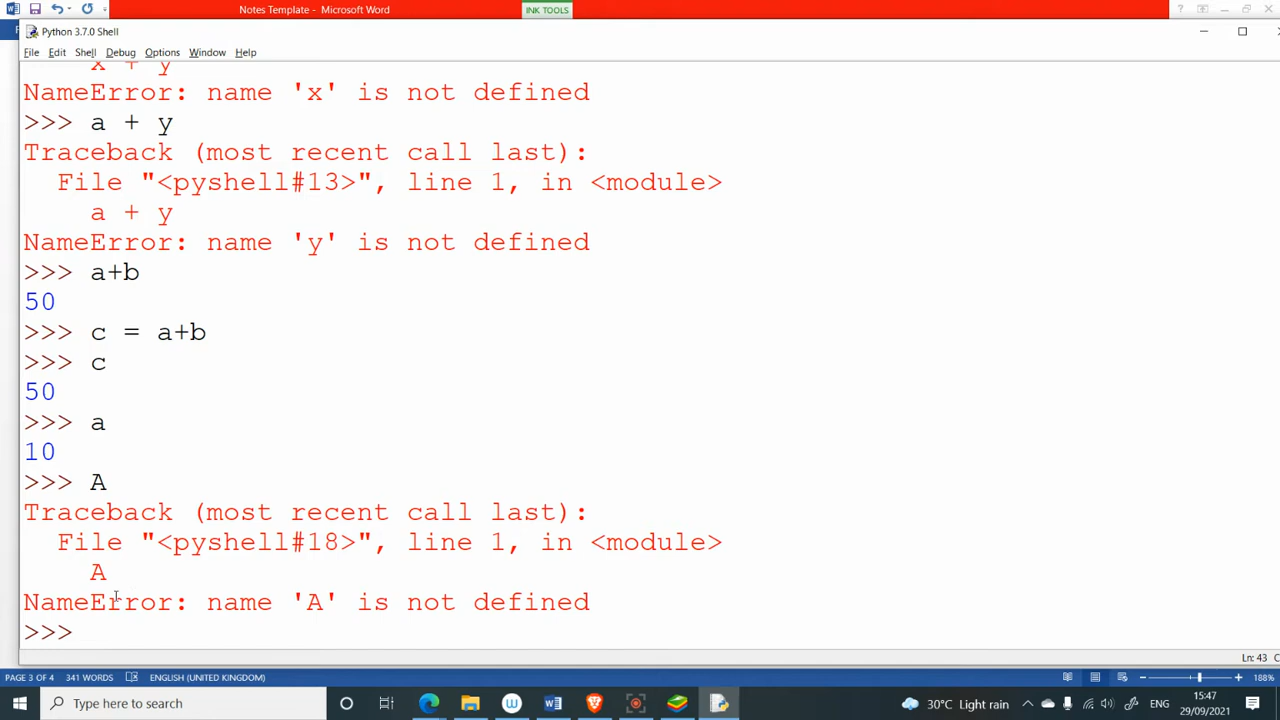 Notes Template - Microsoft Word
INK TOOLS
Python 3.7.0 Shell
File Edit Shell Debug Options Window Help
x + y
NameError: name 'x' is not defined
>>> a + y
Traceback (most recent call last):
  File "<pyshell#13>", line 1, in <module>
    a + y
NameError: name 'y' is not defined
>>> a+b
50
>>> c = a+b
>>> c
50
>>> a
10
>>> A
Traceback (most recent call last):
  File "<pyshell#18>", line 1, in <module>
    A
NameError: name 'A' is not defined
>>>
Ln: 43 C
PAGE 3 OF 4 341 WORDS ENGLISH (UNITED KINGDOM) 188%
Type here to search
30°C Light rain
ENG
15:47
29/09/2021